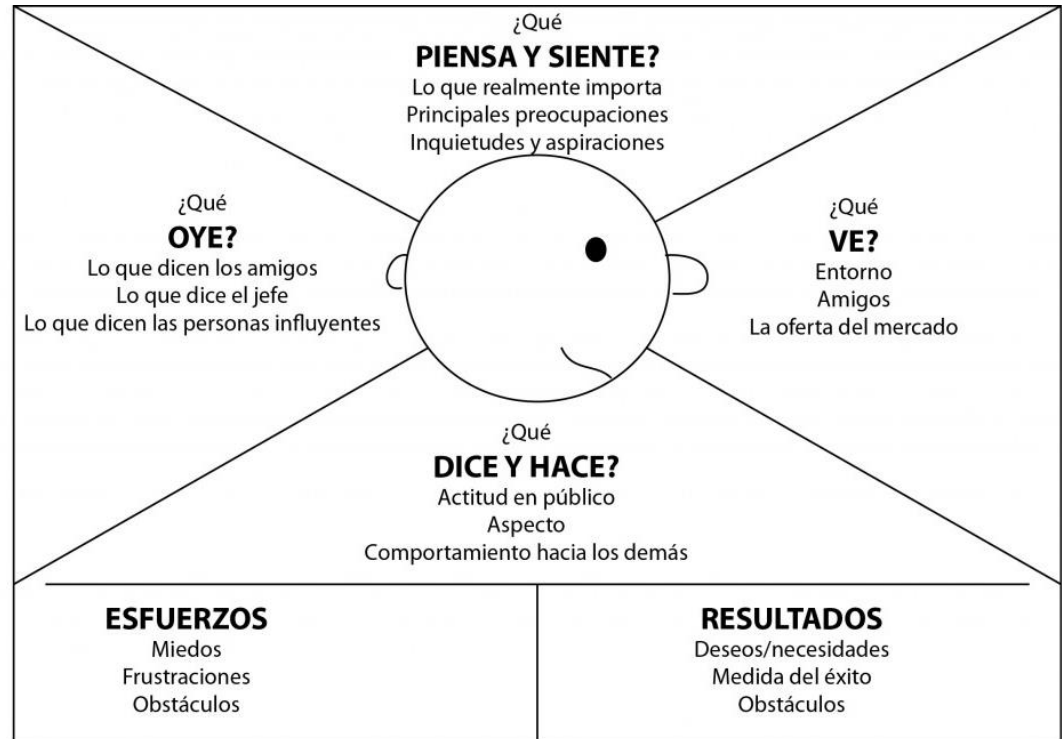 ¿Qué
PIENSA Y SIENTE?
Lo que realmente importa
Principales preocupaciones
Inquietudes y aspiraciones
¿Qué
OYE?
Lo que dicen los amigos
Lo que dice el jefe
Lo que dicen las personas influyentes
¿Qué
VE?
Entorno
Amigos
La oferta del mercado
¿Qué
DICE Y HACE?
Actitud en público
Aspecto
Comportamiento hacia los demás
ESFUERZOS
Miedos
Frustraciones
Obstáculos
RESULTADOS
Deseos/necesidades
Medida del éxito
Obstáculos